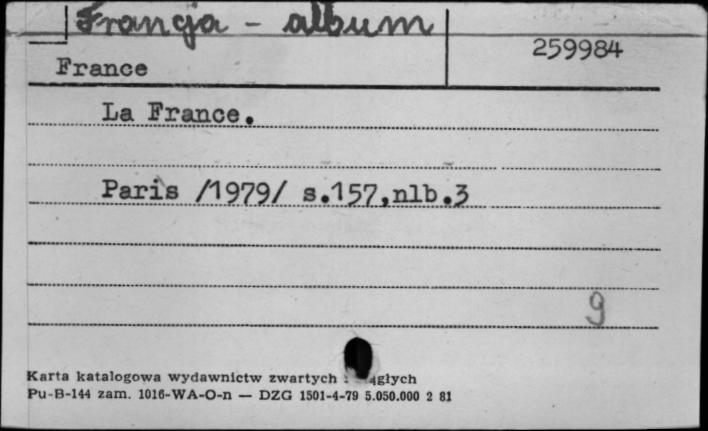 Francja - album
259984
France
La France.
Paris /1979/ s.157,nlb.3
9
Karta katalogowa wydawnictw zwartych
Pu-B-144 zam. 1016-WA-O-n — DZG 1501-4-79 5.050.000 2 81